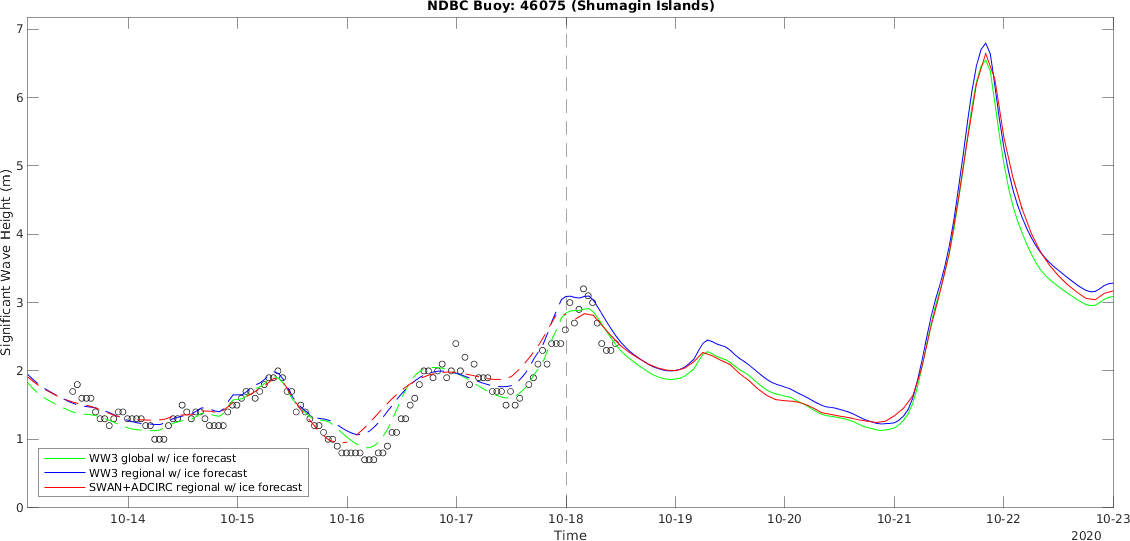 NDBC Buoy: 46075 (Shumagin Islands)
Significant Wave Height (m)
7
6
5
4
3
2
1
0
WW3 global w/ ice forecast
WW3 regional w/ ice forecast
SWAN+ADCIRC regional w/ ice forecast
10-14 10-15 10-16 10-17 10-18 10-19 10-20 10-21 10-22 10-23
Time
2020